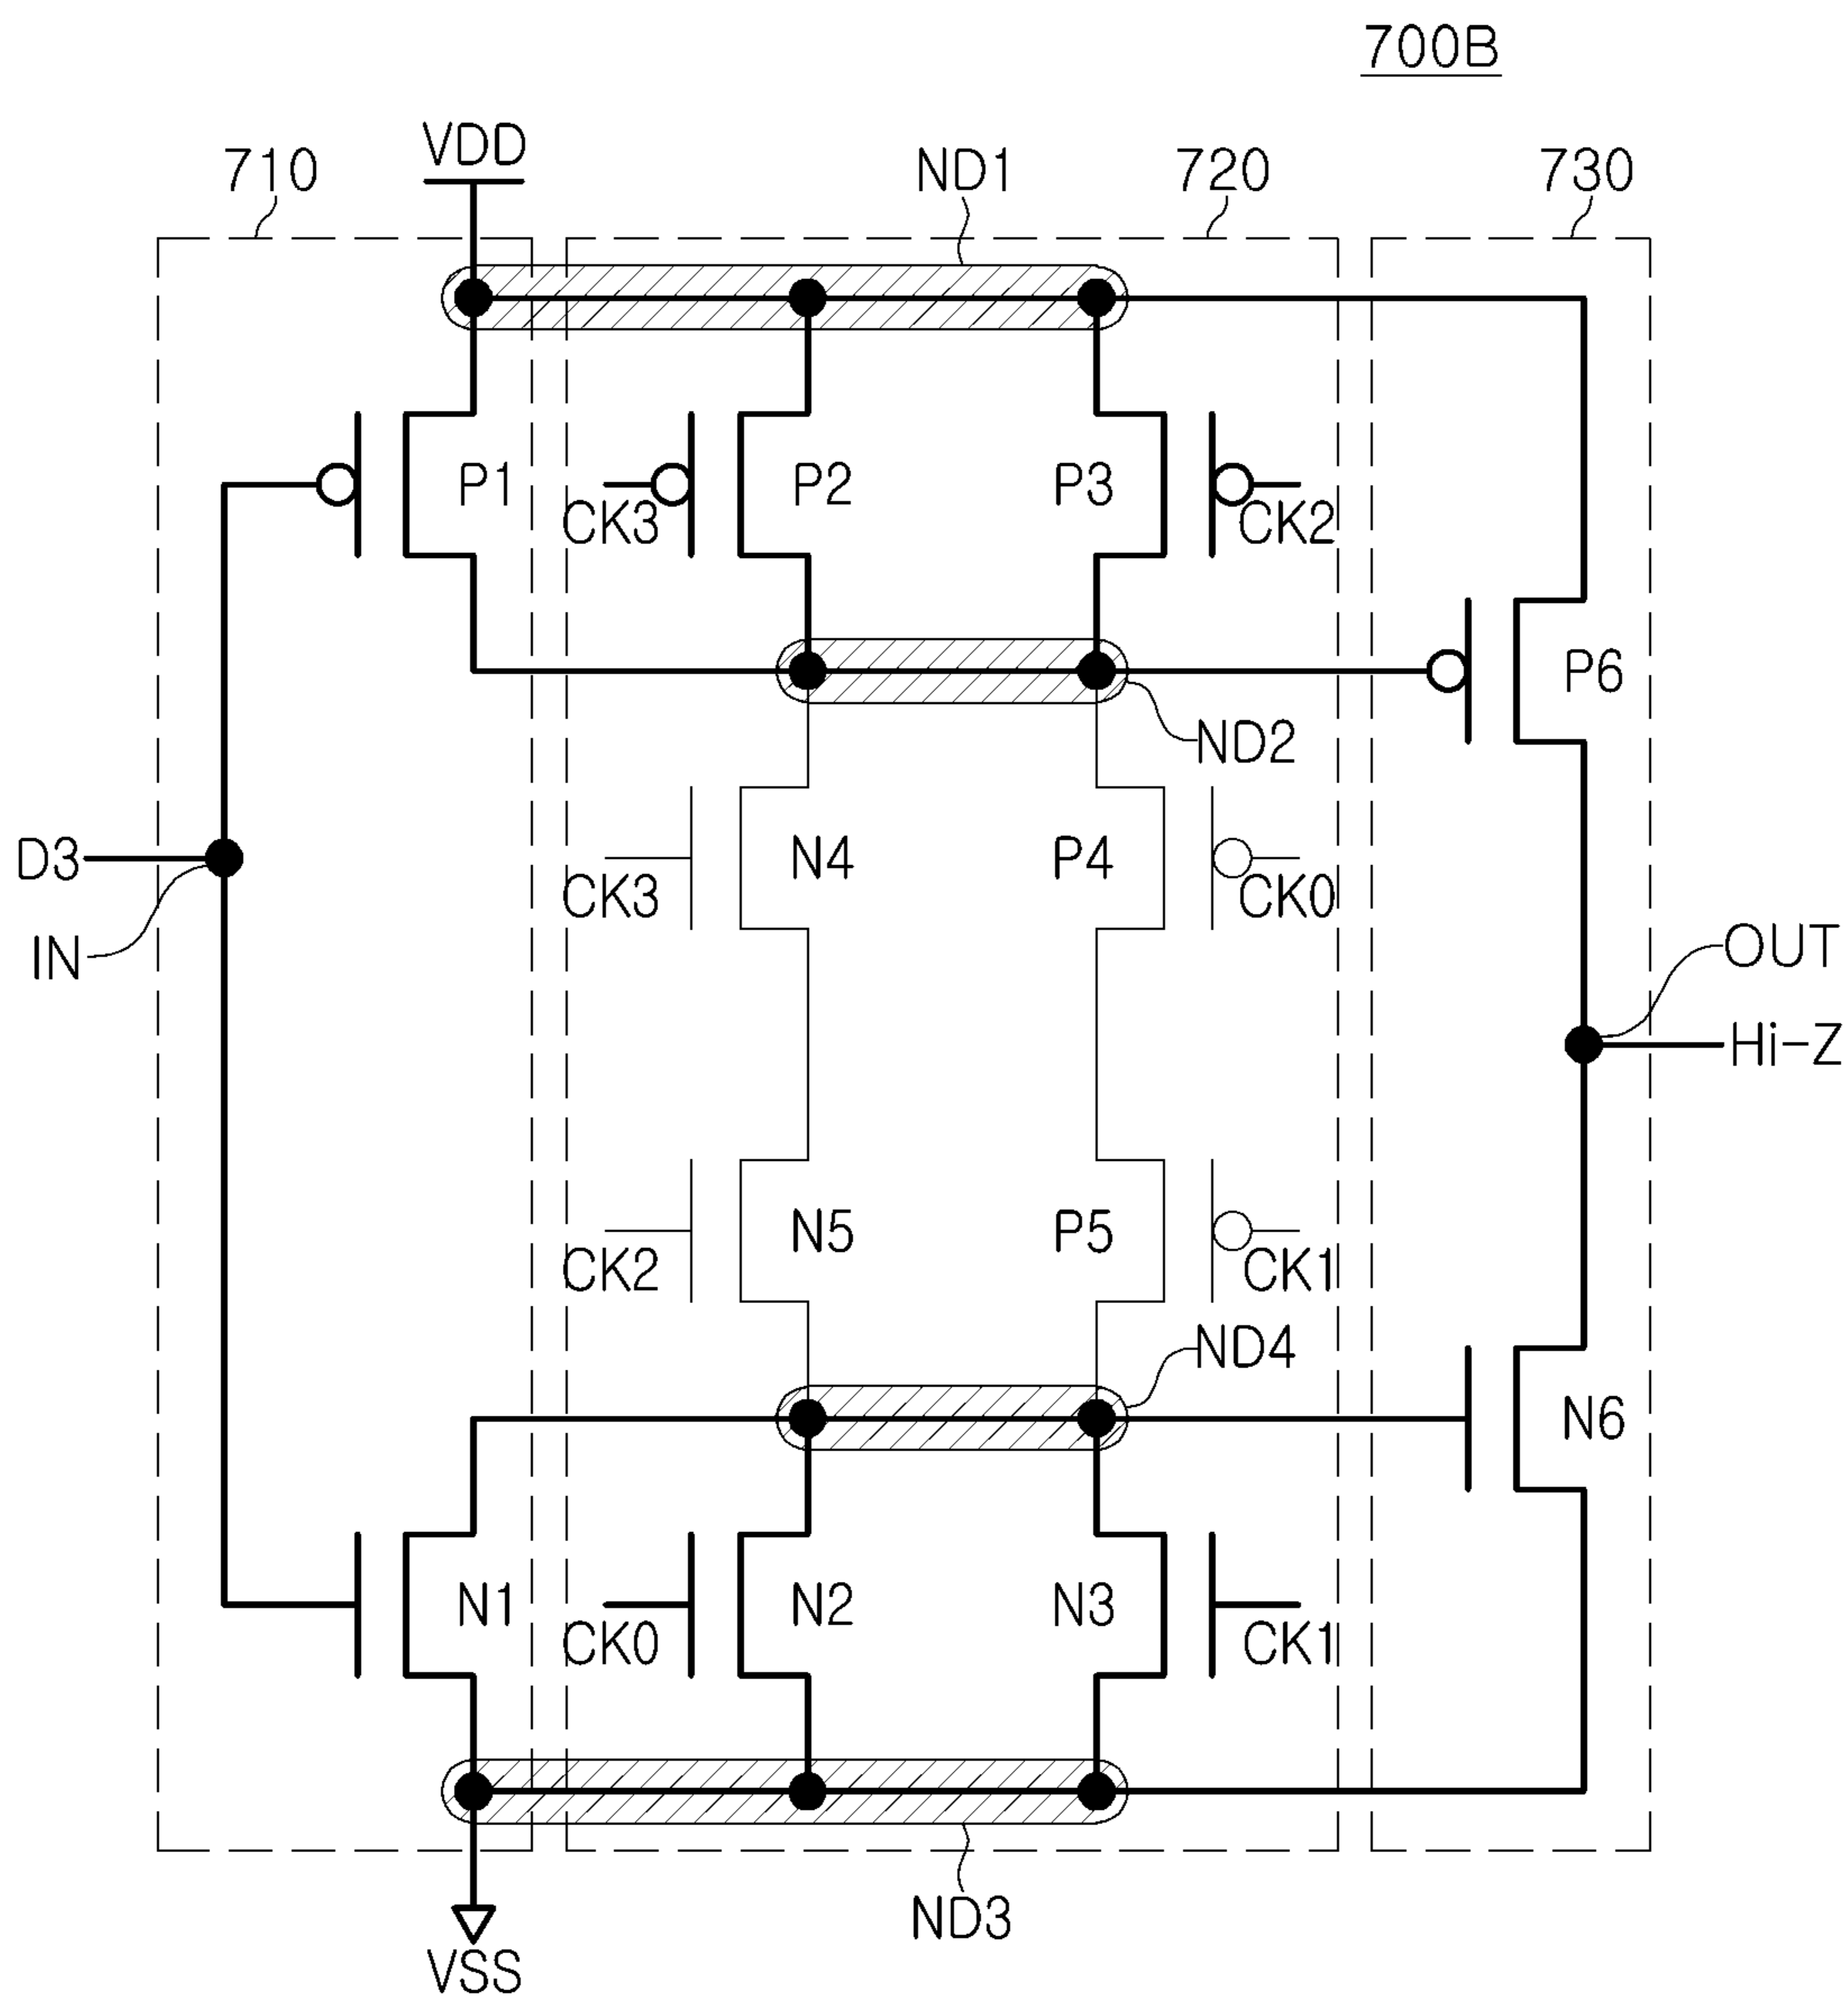 700B
VDD
710
ND1
720
730
P1
P2
P3
CK3
CK2
P6
ND2
D3
N4
P4
CK3
CK0
IN
OUT
Hi-Z
N5
P5
CK2
CK1
ND4
N6
N1
N2
N3
CK0
CK1
ND3
VSS